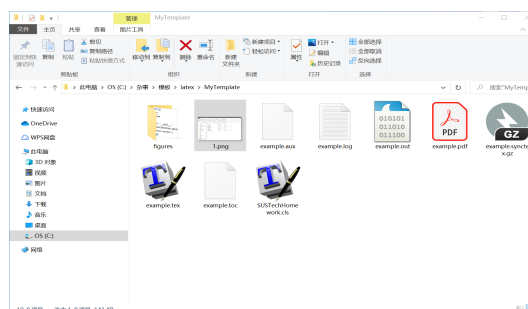 管理 MyTemplate
文件 主页 共享 查看 图片工具
固定到快速访问 复制 粘贴 剪切 复制路径 粘贴快捷方式 移动到 复制到 删除 重命名 新建文件夹 新建项目 轻松访问 属性 打开 编辑 历史记录 全部选择 全部取消 反向选择
剪贴板 组织 新建 打开 选择
此电脑 › OS (C:) › 杂事 › 模板 › latex › MyTemplate
搜索"MyTemp
快速访问
OneDrive
WPS网盘
此电脑
3D 对象
视频
图片
文档
下载
音乐
桌面
OS (C:)
网络
010101
011010
011010
PDF
GZ
figures 1.png example.aux example.log example.out example.pdf example.synctex.gz
example.tex example.toc SUSTechHomework.cls